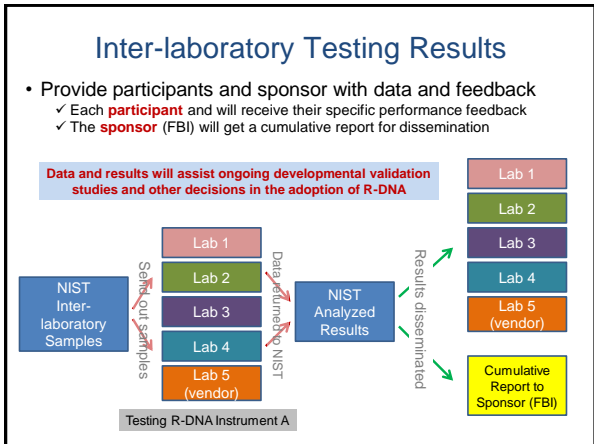 Inter-laboratory Testing Results
• Provide participants and sponsor with data and feedback
✓ Each participant and will receive their specific performance feedback
✓ The sponsor (FBI) will get a cumulative report for dissemination
Data and results will assist ongoing developmental validation
studies and other decisions in the adoption of R-DNA
NIST
Inter-
laboratory
Samples
Send out samples
Lab 1
Lab 2
Lab 3
Lab 4
Lab 5
(vendor)
Testing R-DNA Instrument A
Data returned to NIST
NIST
Analyzed
Results
Results disseminated
Lab 1
Lab 2
Lab 3
Lab 4
Lab 5
(vendor)
Cumulative
Report to
Sponsor (FBI)